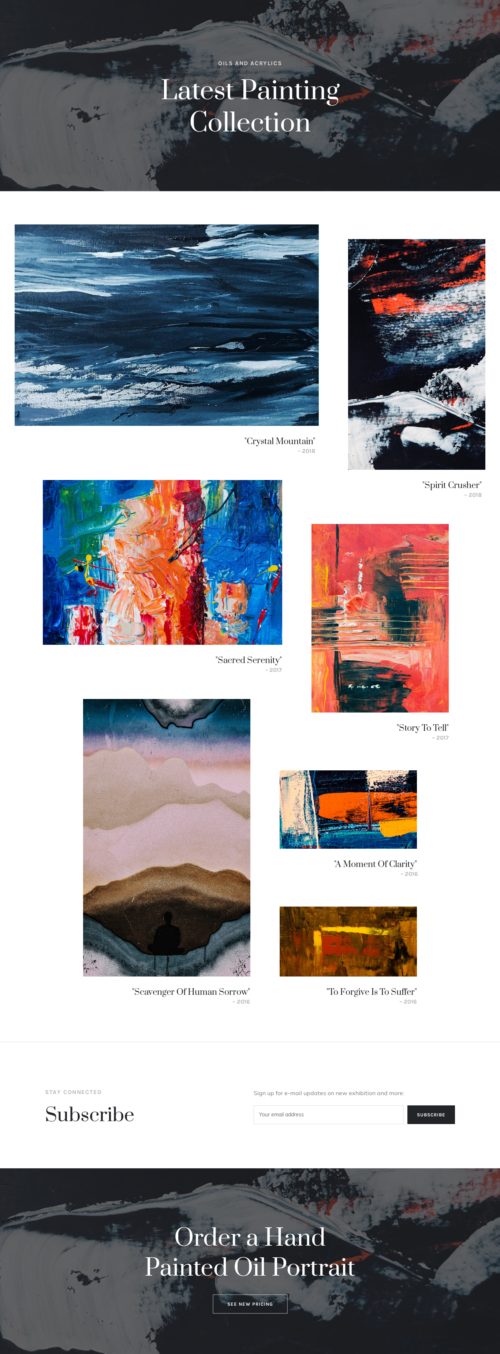 OILS AND ACRYLICS
Latest Painting
Collection
"Crystal Mountain"
- 2018
"Spirit Crusher"
- 2018
"Sacred Serenity"
- 2017
"Story To Tell"
- 2017
"A Moment Of Clarity"
- 2016
"Scavenger Of Human Sorrow"
- 2016
"To Forgive Is To Suffer"
- 2016
STAY CONNECTED
Subscribe
Sign up for e-mail updates on new exhibition and more
Your email address
SUBSCRIBE
Order a Hand
Painted Oil Portrait
SEE NEW PRICING